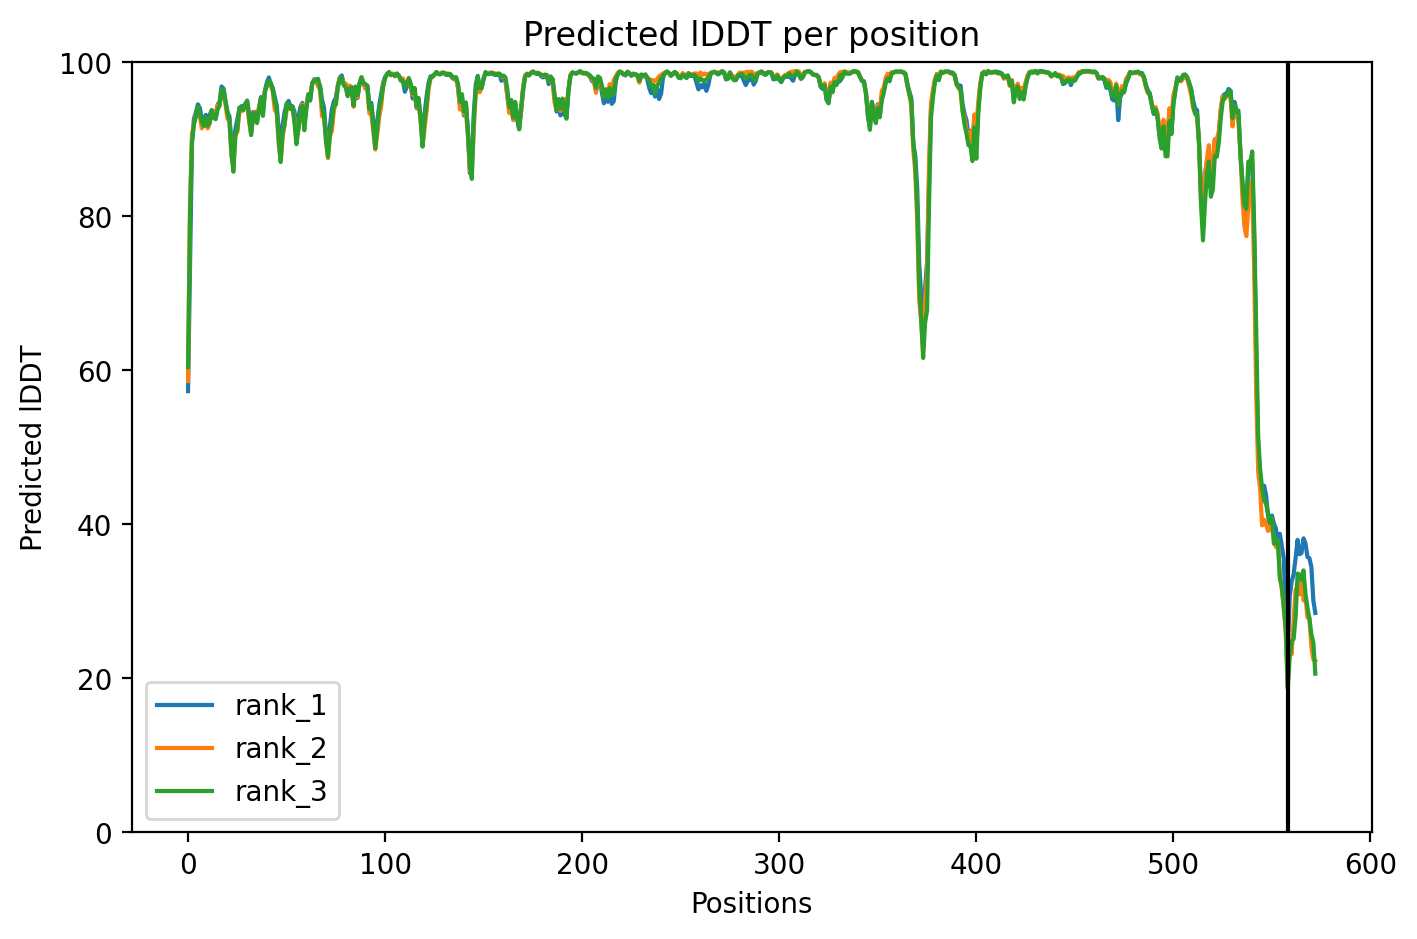 Predicted lDDT per position
100
80
60
40
20
0
Predicted lDDT
rank_1
rank_2
rank_3
0 100 200 300 400 500 600
Positions